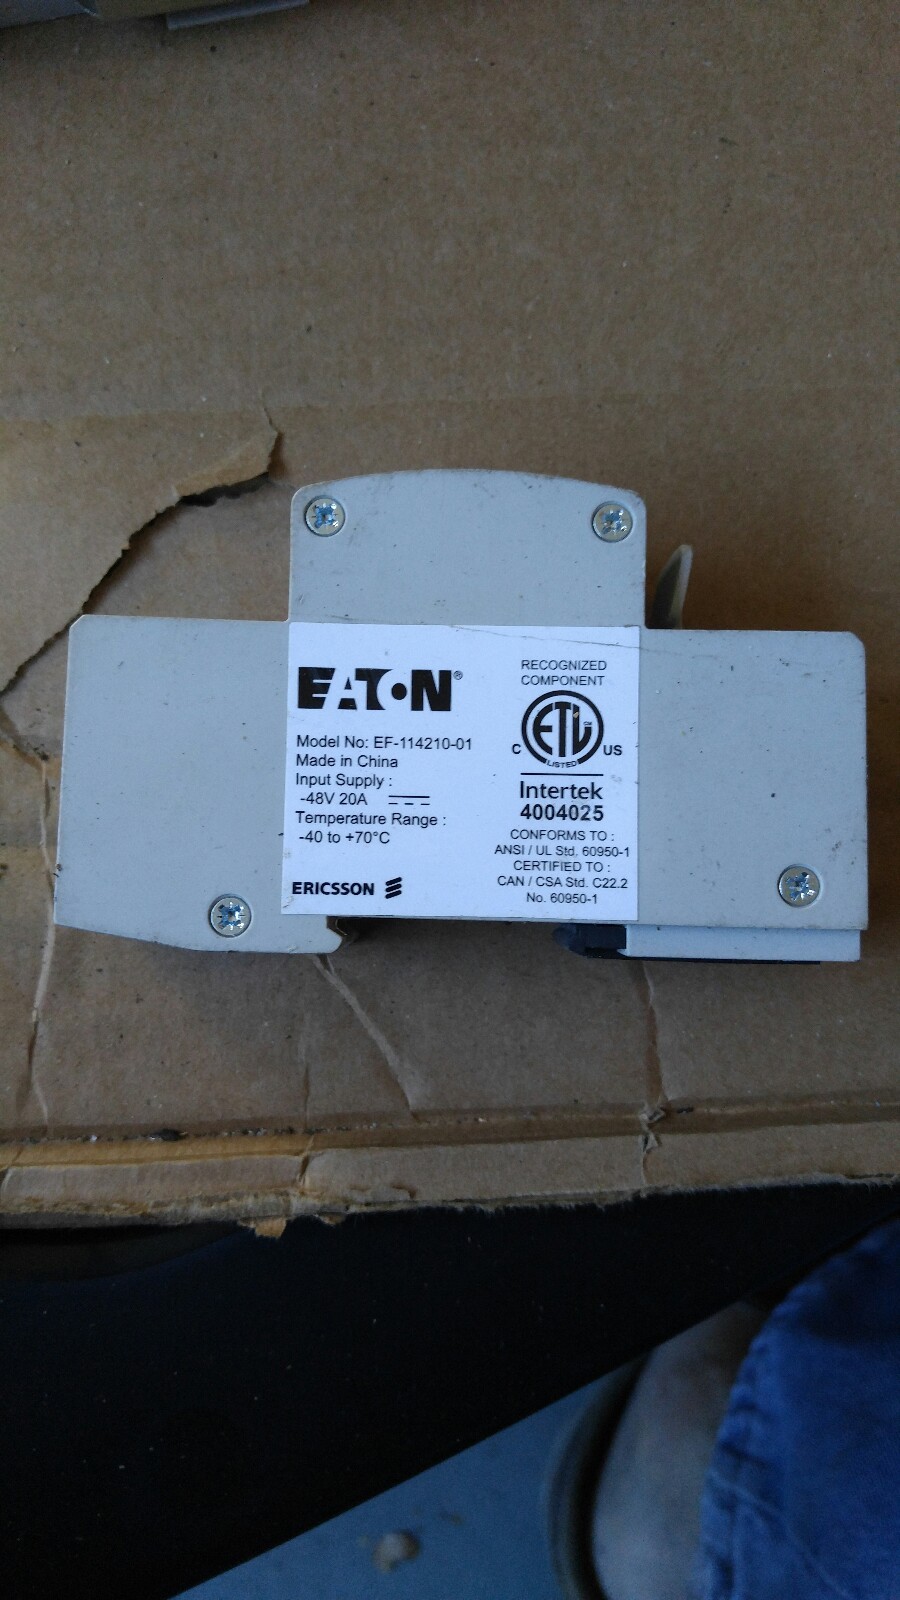 EATON®
Model No: EF-114210-01
Made in China
Input Supply :
-48V 20A
Temperature Range :
-40 to +70°C
ERICSSON
RECOGNIZED
COMPONENT
ETL CM
C US
LISTED
Intertek
4004025
CONFORMS TO :
ANSI / UL Std. 60950-1
CERTIFIED TO :
CAN / CSA Std. C22.2
No. 60950-1